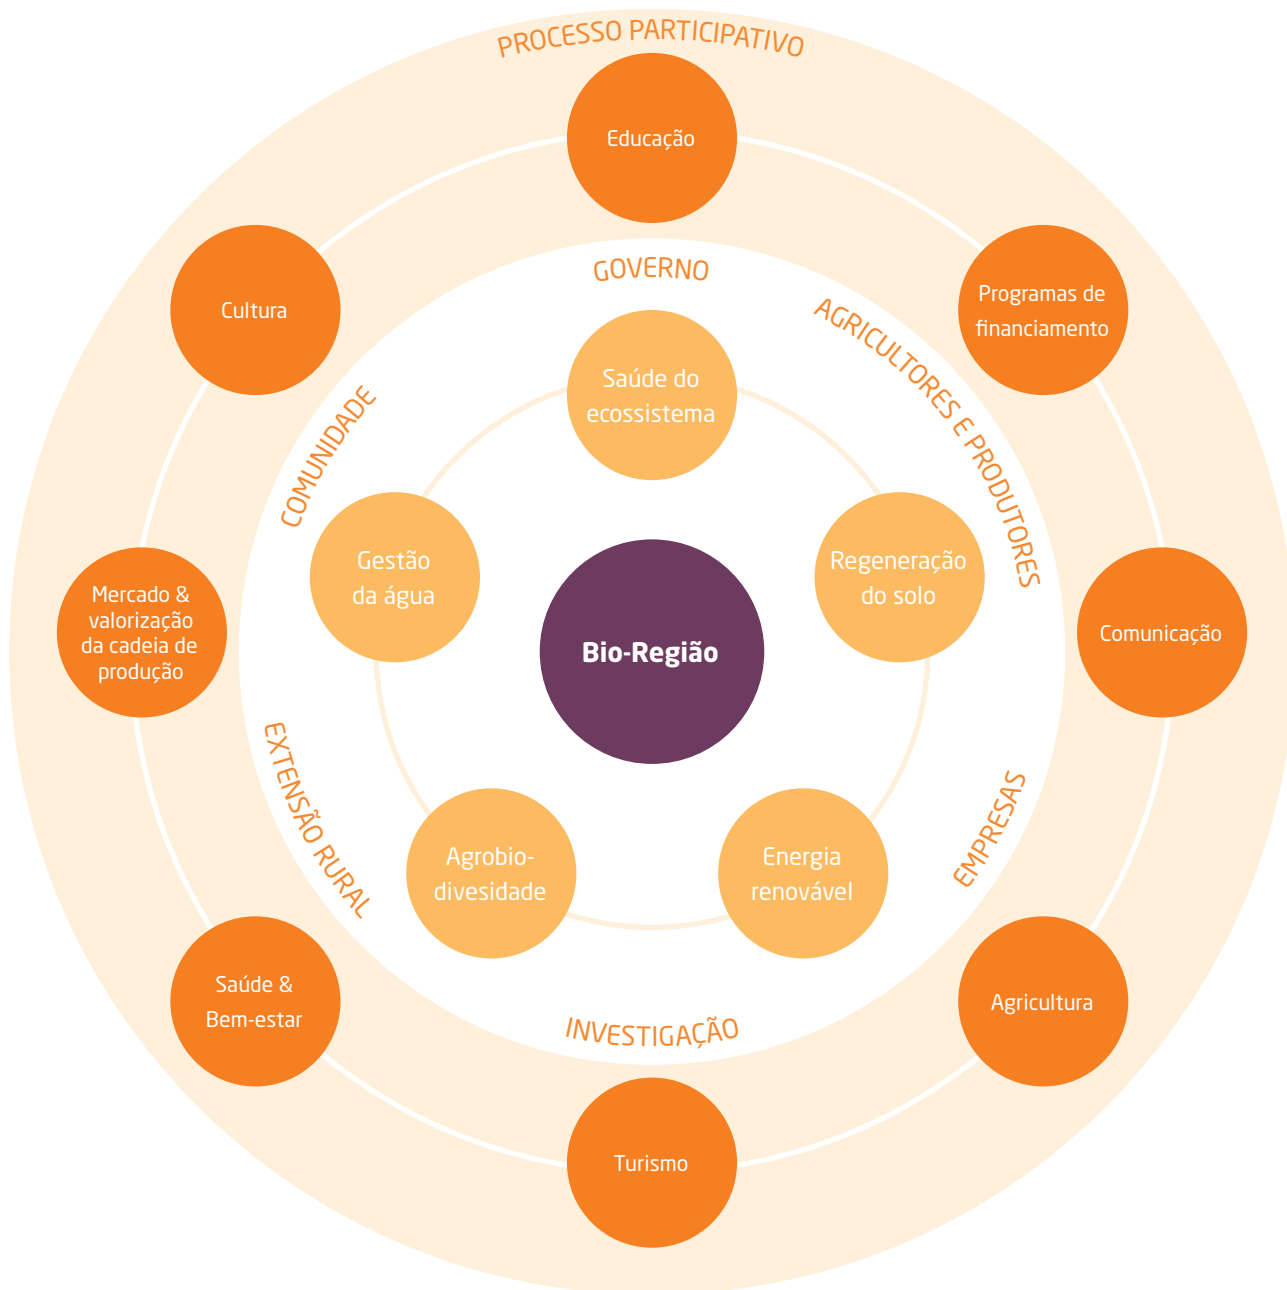 PROCESSO PARTICIPATIVO
Educação
Programas de
financiamento
Comunicação
Agricultura
Turismo
Saúde &
Bem-estar
Mercado &
valorização
da cadeia de
produção
Cultura
GOVERNO
AGRICULTORES E PRODUTORES
EMPRESAS
INVESTIGAÇÃO
EXTENSÃO RURAL
COMUNIDADE
Saúde do
ecossistema
Regeneração
do solo
Energia
renovável
Agrobio-
divesidade
Gestão
da água
Bio-Região